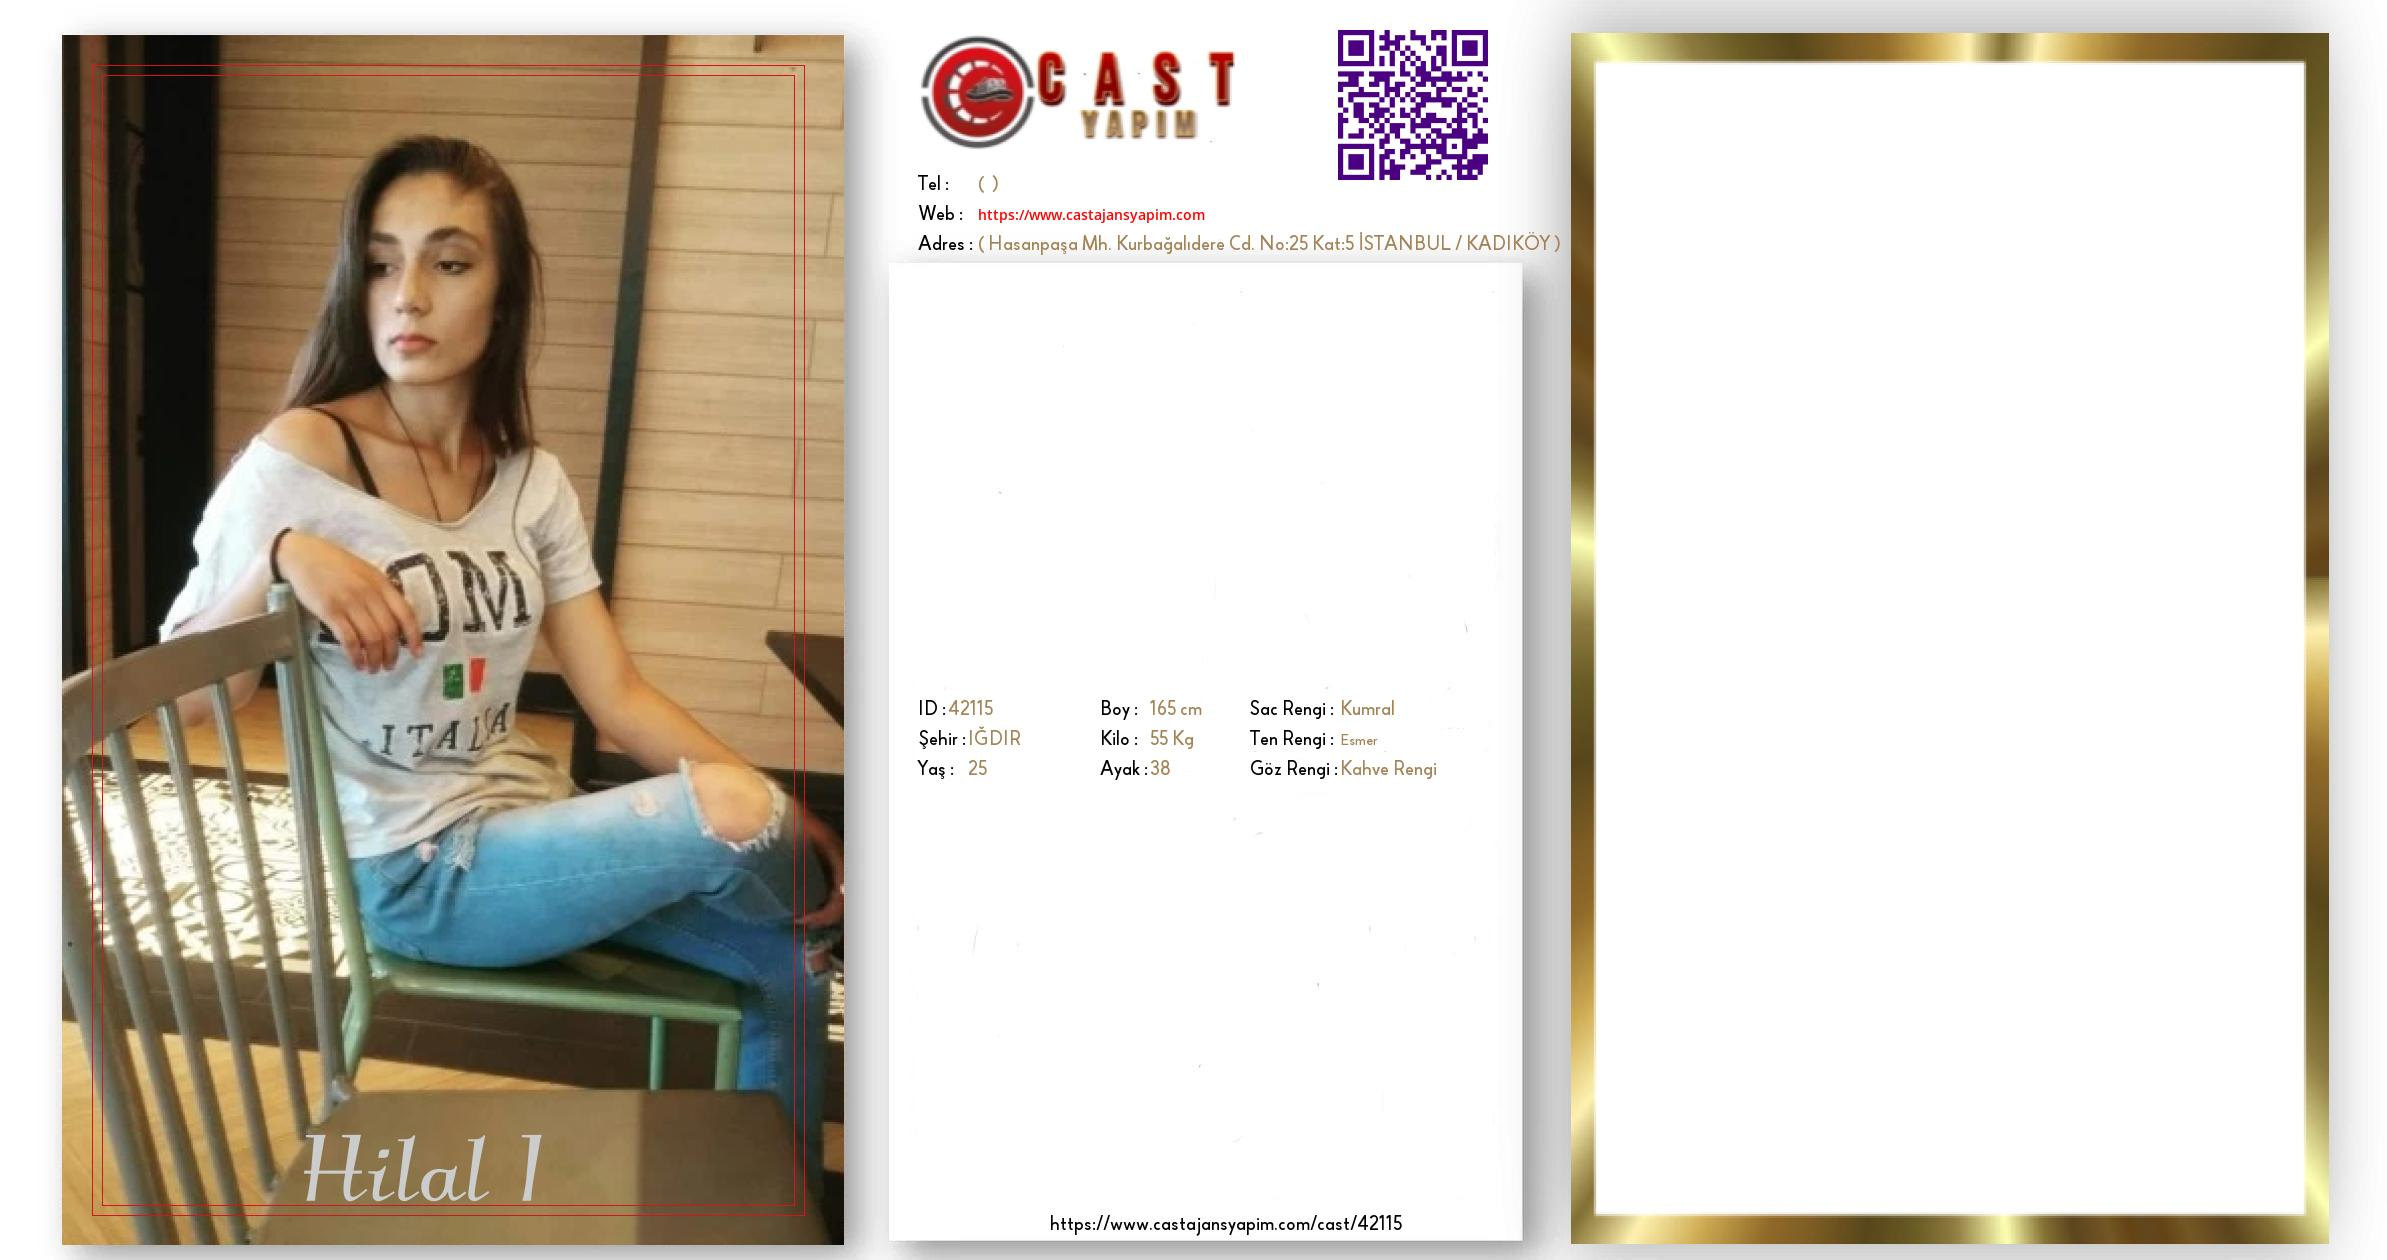 OM
ITALIA
Hilal I
CAST
YAPIM
Tel : ( )
Web : https://www.castajansyapim.com
Adres : ( Hasanpaşa Mh. Kurbağalıdere Cd. No:25 Kat:5 İSTANBUL / KADIKÖY )
ID : 42115 Boy : 165 cm Sac Rengi : Kumral
Şehir : IĞDIR Kilo : 55 Kg Ten Rengi : Esmer
Yaş : 25 Ayak : 38 Göz Rengi : Kahve Rengi
https://www.castajansyapim.com/cast/42115